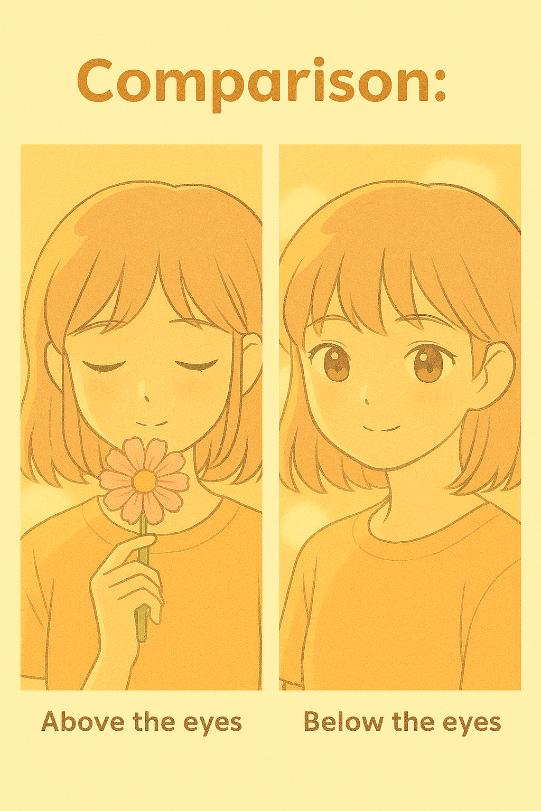 Comparison:
Above the eyes
Below the eyes